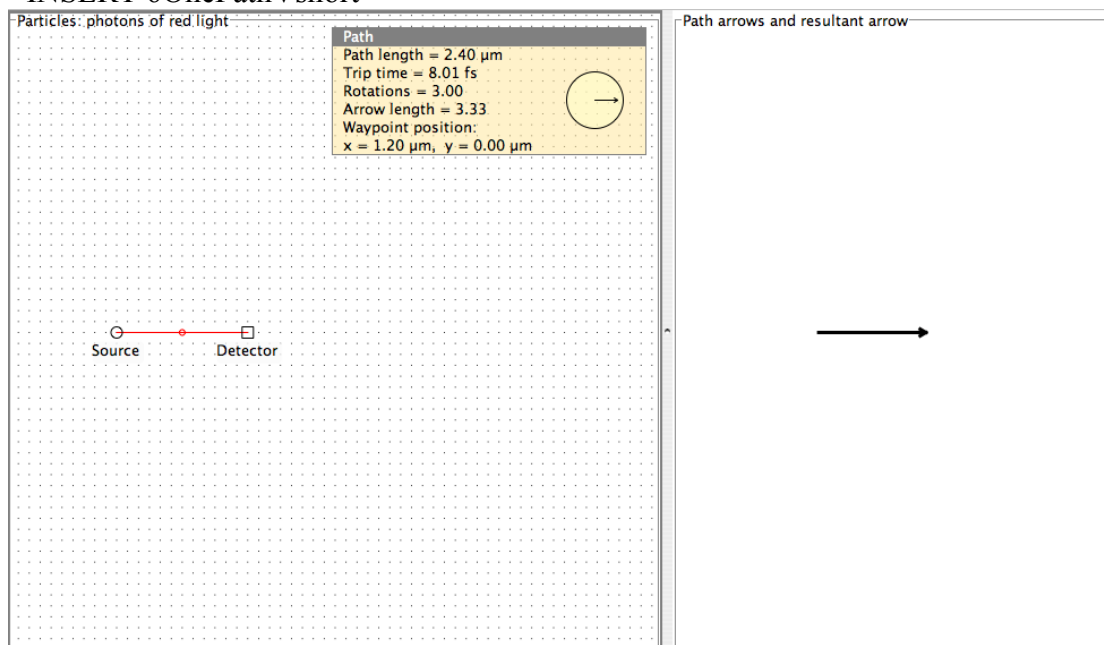 INSERT 6OnePathVshort
Particles: photons of red light
Path
Path length = 2.40 µm
Trip time = 8.01 fs
Rotations = 3.00
Arrow length = 3.33
Waypoint position:
x = 1.20 µm, y = 0.00 µm
Source
Detector
Path arrows and resultant arrow